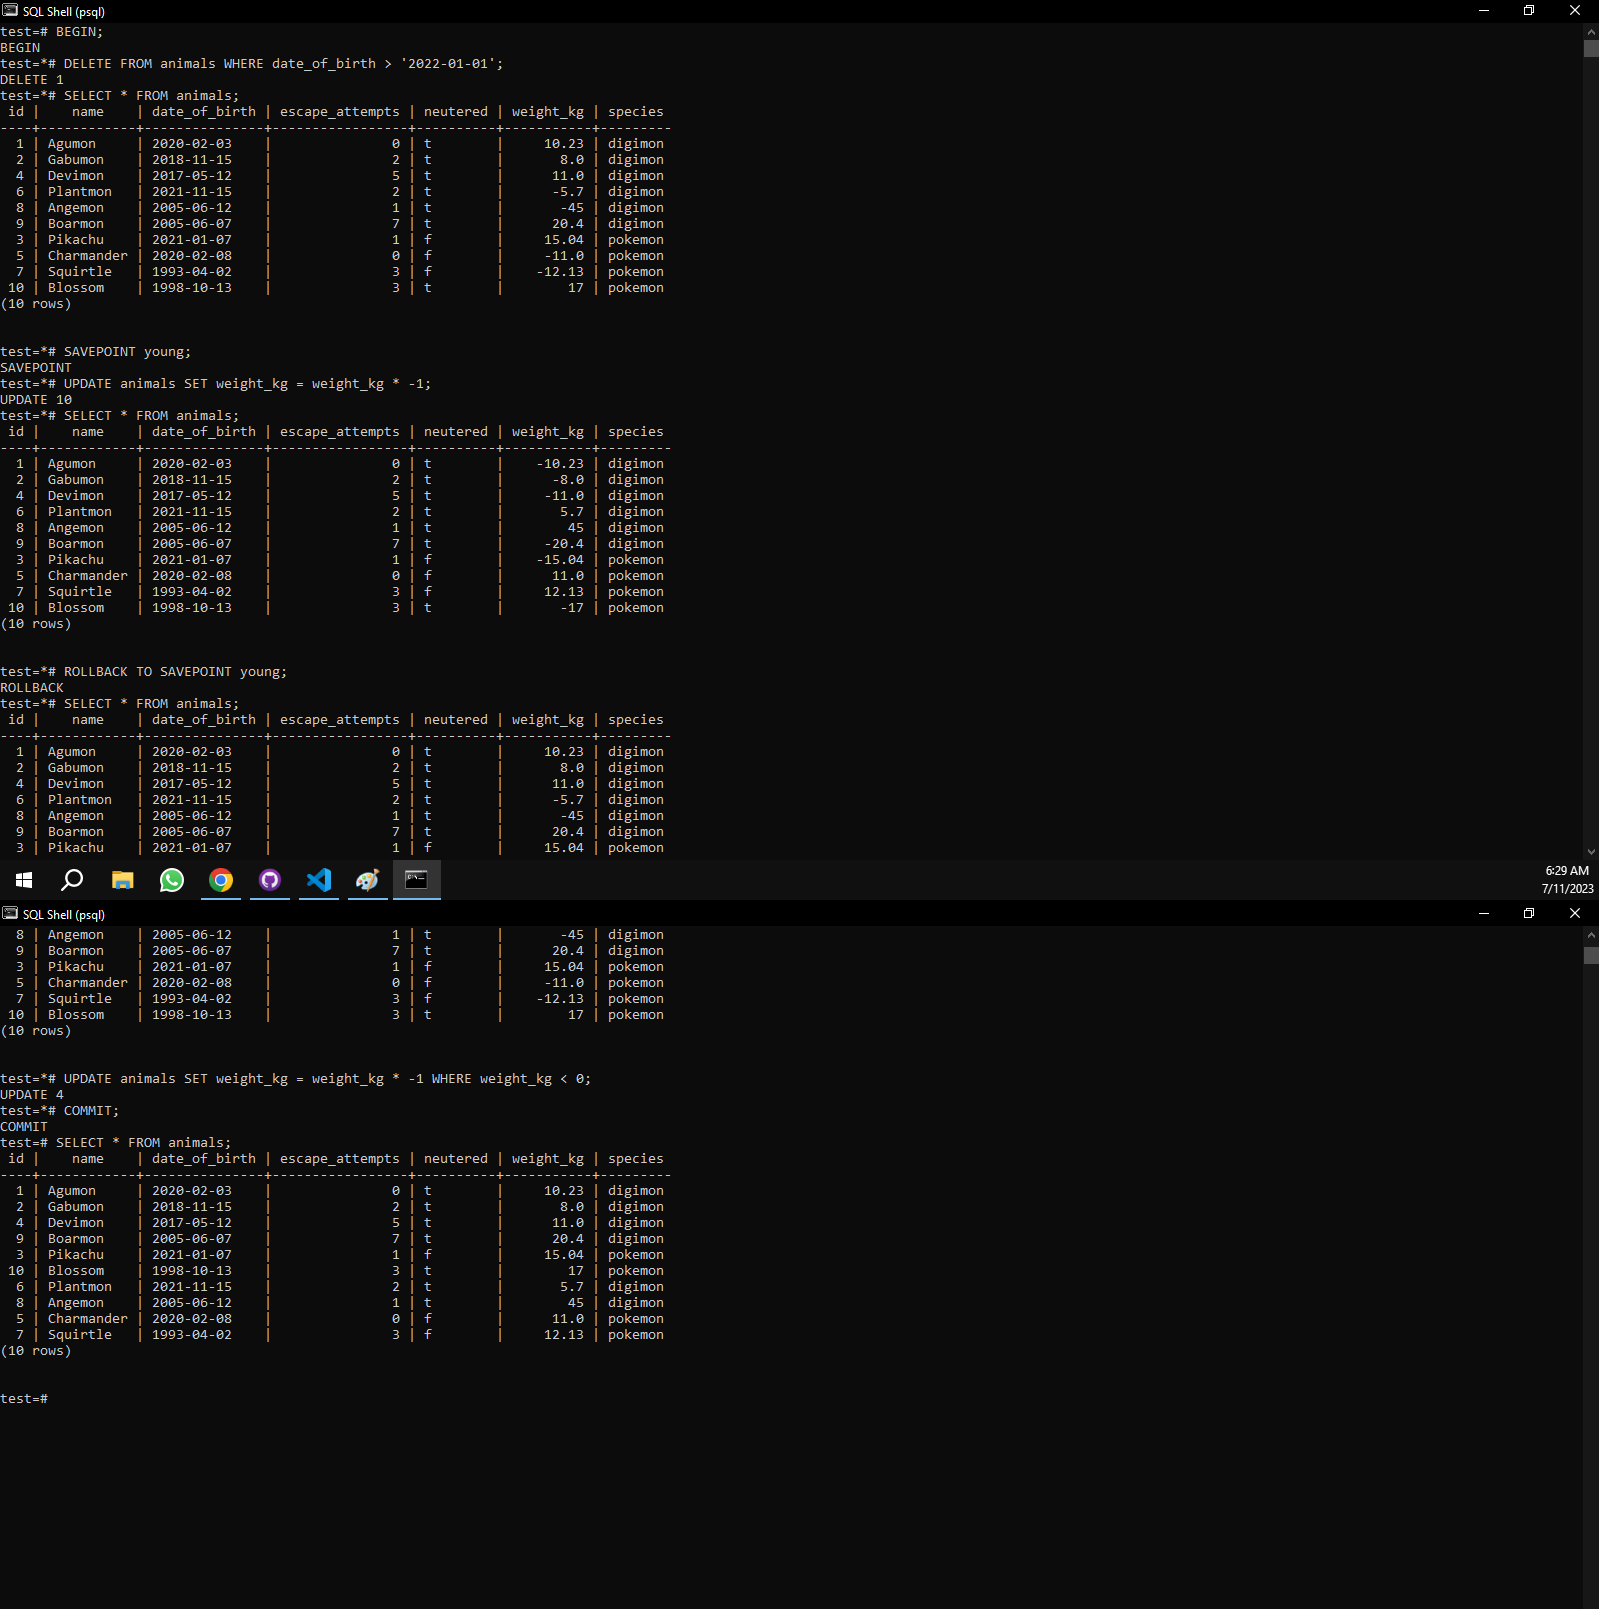 SQL Shell (psql)
test=# BEGIN;
BEGIN
test=*# DELETE FROM animals WHERE date_of_birth > '2022-01-01';
DELETE 1
test=*# SELECT * FROM animals;
 id |    name    | date_of_birth | escape_attempts | neutered | weight_kg | species
----+------------+---------------+-----------------+----------+-----------+---------
  1 | Agumon     | 2020-02-03    |               0 | t        |     10.23 | digimon
  2 | Gabumon    | 2018-11-15    |               2 | t        |       8.0 | digimon
  4 | Devimon    | 2017-05-12    |               5 | t        |      11.0 | digimon
  6 | Plantmon   | 2021-11-15    |               2 | t        |      -5.7 | digimon
  8 | Angemon    | 2005-06-12    |               1 | t        |       -45 | digimon
  9 | Boarmon    | 2005-06-07    |               7 | t        |      20.4 | digimon
  3 | Pikachu    | 2021-01-07    |               1 | f        |     15.04 | pokemon
  5 | Charmander | 2020-02-08    |               0 | f        |     -11.0 | pokemon
  7 | Squirtle   | 1993-04-02    |               3 | f        |    -12.13 | pokemon
 10 | Blossom    | 1998-10-13    |               3 | t        |        17 | pokemon
(10 rows)
test=*# SAVEPOINT young;
SAVEPOINT
test=*# UPDATE animals SET weight_kg = weight_kg * -1;
UPDATE 10
test=*# SELECT * FROM animals;
 id |    name    | date_of_birth | escape_attempts | neutered | weight_kg | species
----+------------+---------------+-----------------+----------+-----------+---------
  1 | Agumon     | 2020-02-03    |               0 | t        |    -10.23 | digimon
  2 | Gabumon    | 2018-11-15    |               2 | t        |      -8.0 | digimon
  4 | Devimon    | 2017-05-12    |               5 | t        |     -11.0 | digimon
  6 | Plantmon   | 2021-11-15    |               2 | t        |       5.7 | digimon
  8 | Angemon    | 2005-06-12    |               1 | t        |        45 | digimon
  9 | Boarmon    | 2005-06-07    |               7 | t        |     -20.4 | digimon
  3 | Pikachu    | 2021-01-07    |               1 | f        |    -15.04 | pokemon
  5 | Charmander | 2020-02-08    |               0 | f        |      11.0 | pokemon
  7 | Squirtle   | 1993-04-02    |               3 | f        |     12.13 | pokemon
 10 | Blossom    | 1998-10-13    |               3 | t        |       -17 | pokemon
(10 rows)
test=*# ROLLBACK TO SAVEPOINT young;
ROLLBACK
test=*# SELECT * FROM animals;
 id |    name    | date_of_birth | escape_attempts | neutered | weight_kg | species
----+------------+---------------+-----------------+----------+-----------+---------
  1 | Agumon     | 2020-02-03    |               0 | t        |     10.23 | digimon
  2 | Gabumon    | 2018-11-15    |               2 | t        |       8.0 | digimon
  4 | Devimon    | 2017-05-12    |               5 | t        |      11.0 | digimon
  6 | Plantmon   | 2021-11-15    |               2 | t        |      -5.7 | digimon
  8 | Angemon    | 2005-06-12    |               1 | t        |       -45 | digimon
  9 | Boarmon    | 2005-06-07    |               7 | t        |      20.4 | digimon
  3 | Pikachu    | 2021-01-07    |               1 | f        |     15.04 | pokemon
6:29 AM
7/11/2023
SQL Shell (psql)
  8 | Angemon    | 2005-06-12    |               1 | t        |       -45 | digimon
  9 | Boarmon    | 2005-06-07    |               7 | t        |      20.4 | digimon
  3 | Pikachu    | 2021-01-07    |               1 | f        |     15.04 | pokemon
  5 | Charmander | 2020-02-08    |               0 | f        |     -11.0 | pokemon
  7 | Squirtle   | 1993-04-02    |               3 | f        |    -12.13 | pokemon
 10 | Blossom    | 1998-10-13    |               3 | t        |        17 | pokemon
(10 rows)
test=*# UPDATE animals SET weight_kg = weight_kg * -1 WHERE weight_kg < 0;
UPDATE 4
test=*# COMMIT;
COMMIT
test=# SELECT * FROM animals;
 id |    name    | date_of_birth | escape_attempts | neutered | weight_kg | species
----+------------+---------------+-----------------+----------+-----------+---------
  1 | Agumon     | 2020-02-03    |               0 | t        |     10.23 | digimon
  2 | Gabumon    | 2018-11-15    |               2 | t        |       8.0 | digimon
  4 | Devimon    | 2017-05-12    |               5 | t        |      11.0 | digimon
  9 | Boarmon    | 2005-06-07    |               7 | t        |      20.4 | digimon
  3 | Pikachu    | 2021-01-07    |               1 | f        |     15.04 | pokemon
 10 | Blossom    | 1998-10-13    |               3 | t        |        17 | pokemon
  6 | Plantmon   | 2021-11-15    |               2 | t        |       5.7 | digimon
  8 | Angemon    | 2005-06-12    |               1 | t        |        45 | digimon
  5 | Charmander | 2020-02-08    |               0 | f        |      11.0 | pokemon
  7 | Squirtle   | 1993-04-02    |               3 | f        |     12.13 | pokemon
(10 rows)
test=#